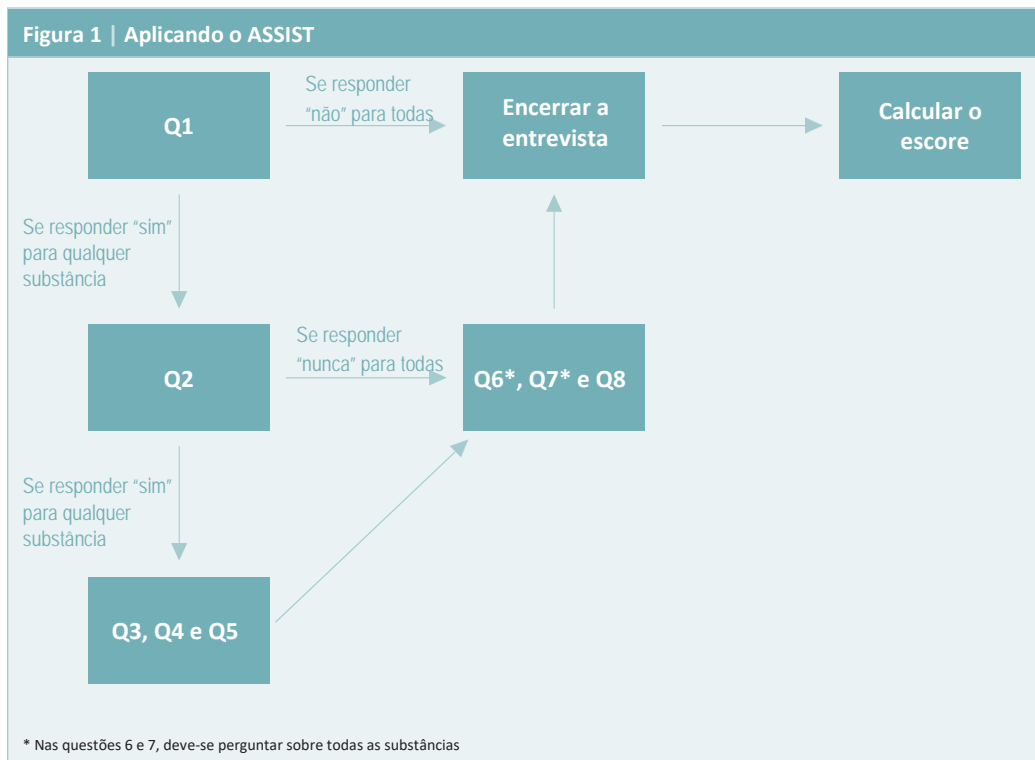 Figura 1 | Aplicando o ASSIST
Q1
Se responder
“não” para todas
Encerrar a
entrevista
Calcular o
escore
Se responder “sim”
para qualquer
substância
Q2
Se responder
“nunca” para todas
Q6*, Q7* e Q8
Se responder “sim”
para qualquer
substância
Q3, Q4 e Q5
* Nas questões 6 e 7, deve-se perguntar sobre todas as substâncias